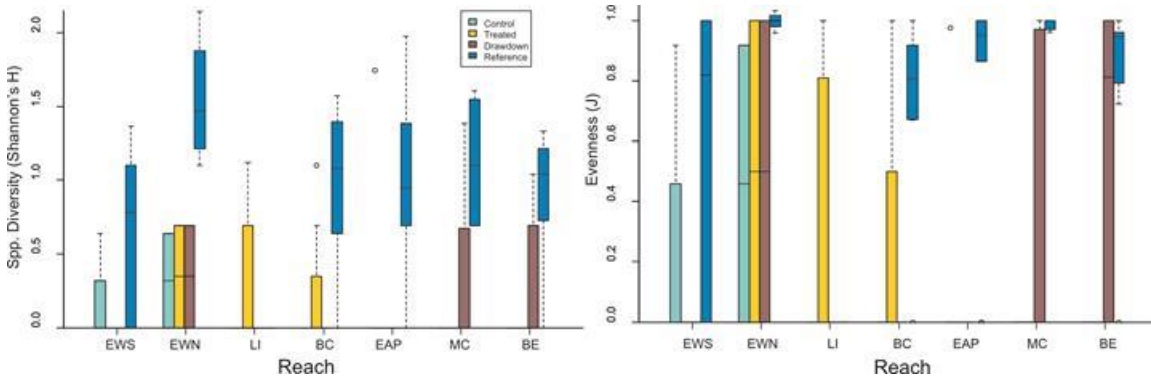 Spp. Diversity (Shannon's H)
2.0
1.5
1.0
0.5
0.0
Control
Treated
Drawdown
Reference
EWS EWN LI BC EAP MC BE
Reach
Evenness (J)
1.0
0.8
0.6
0.4
0.2
0.0
EWS EWN LI BC EAP MC BE
Reach